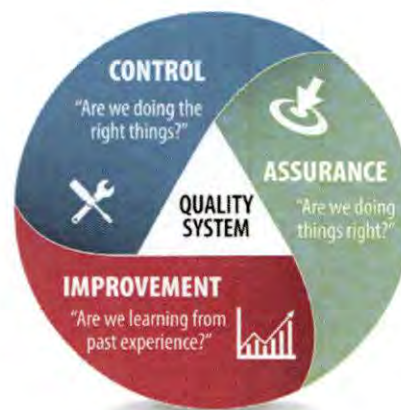 CONTROL
"Are we doing the
right things?"
ASSURANCE
"Are we doing
things right?"
QUALITY
SYSTEM
IMPROVEMENT
"Are we learning from
past experience?"